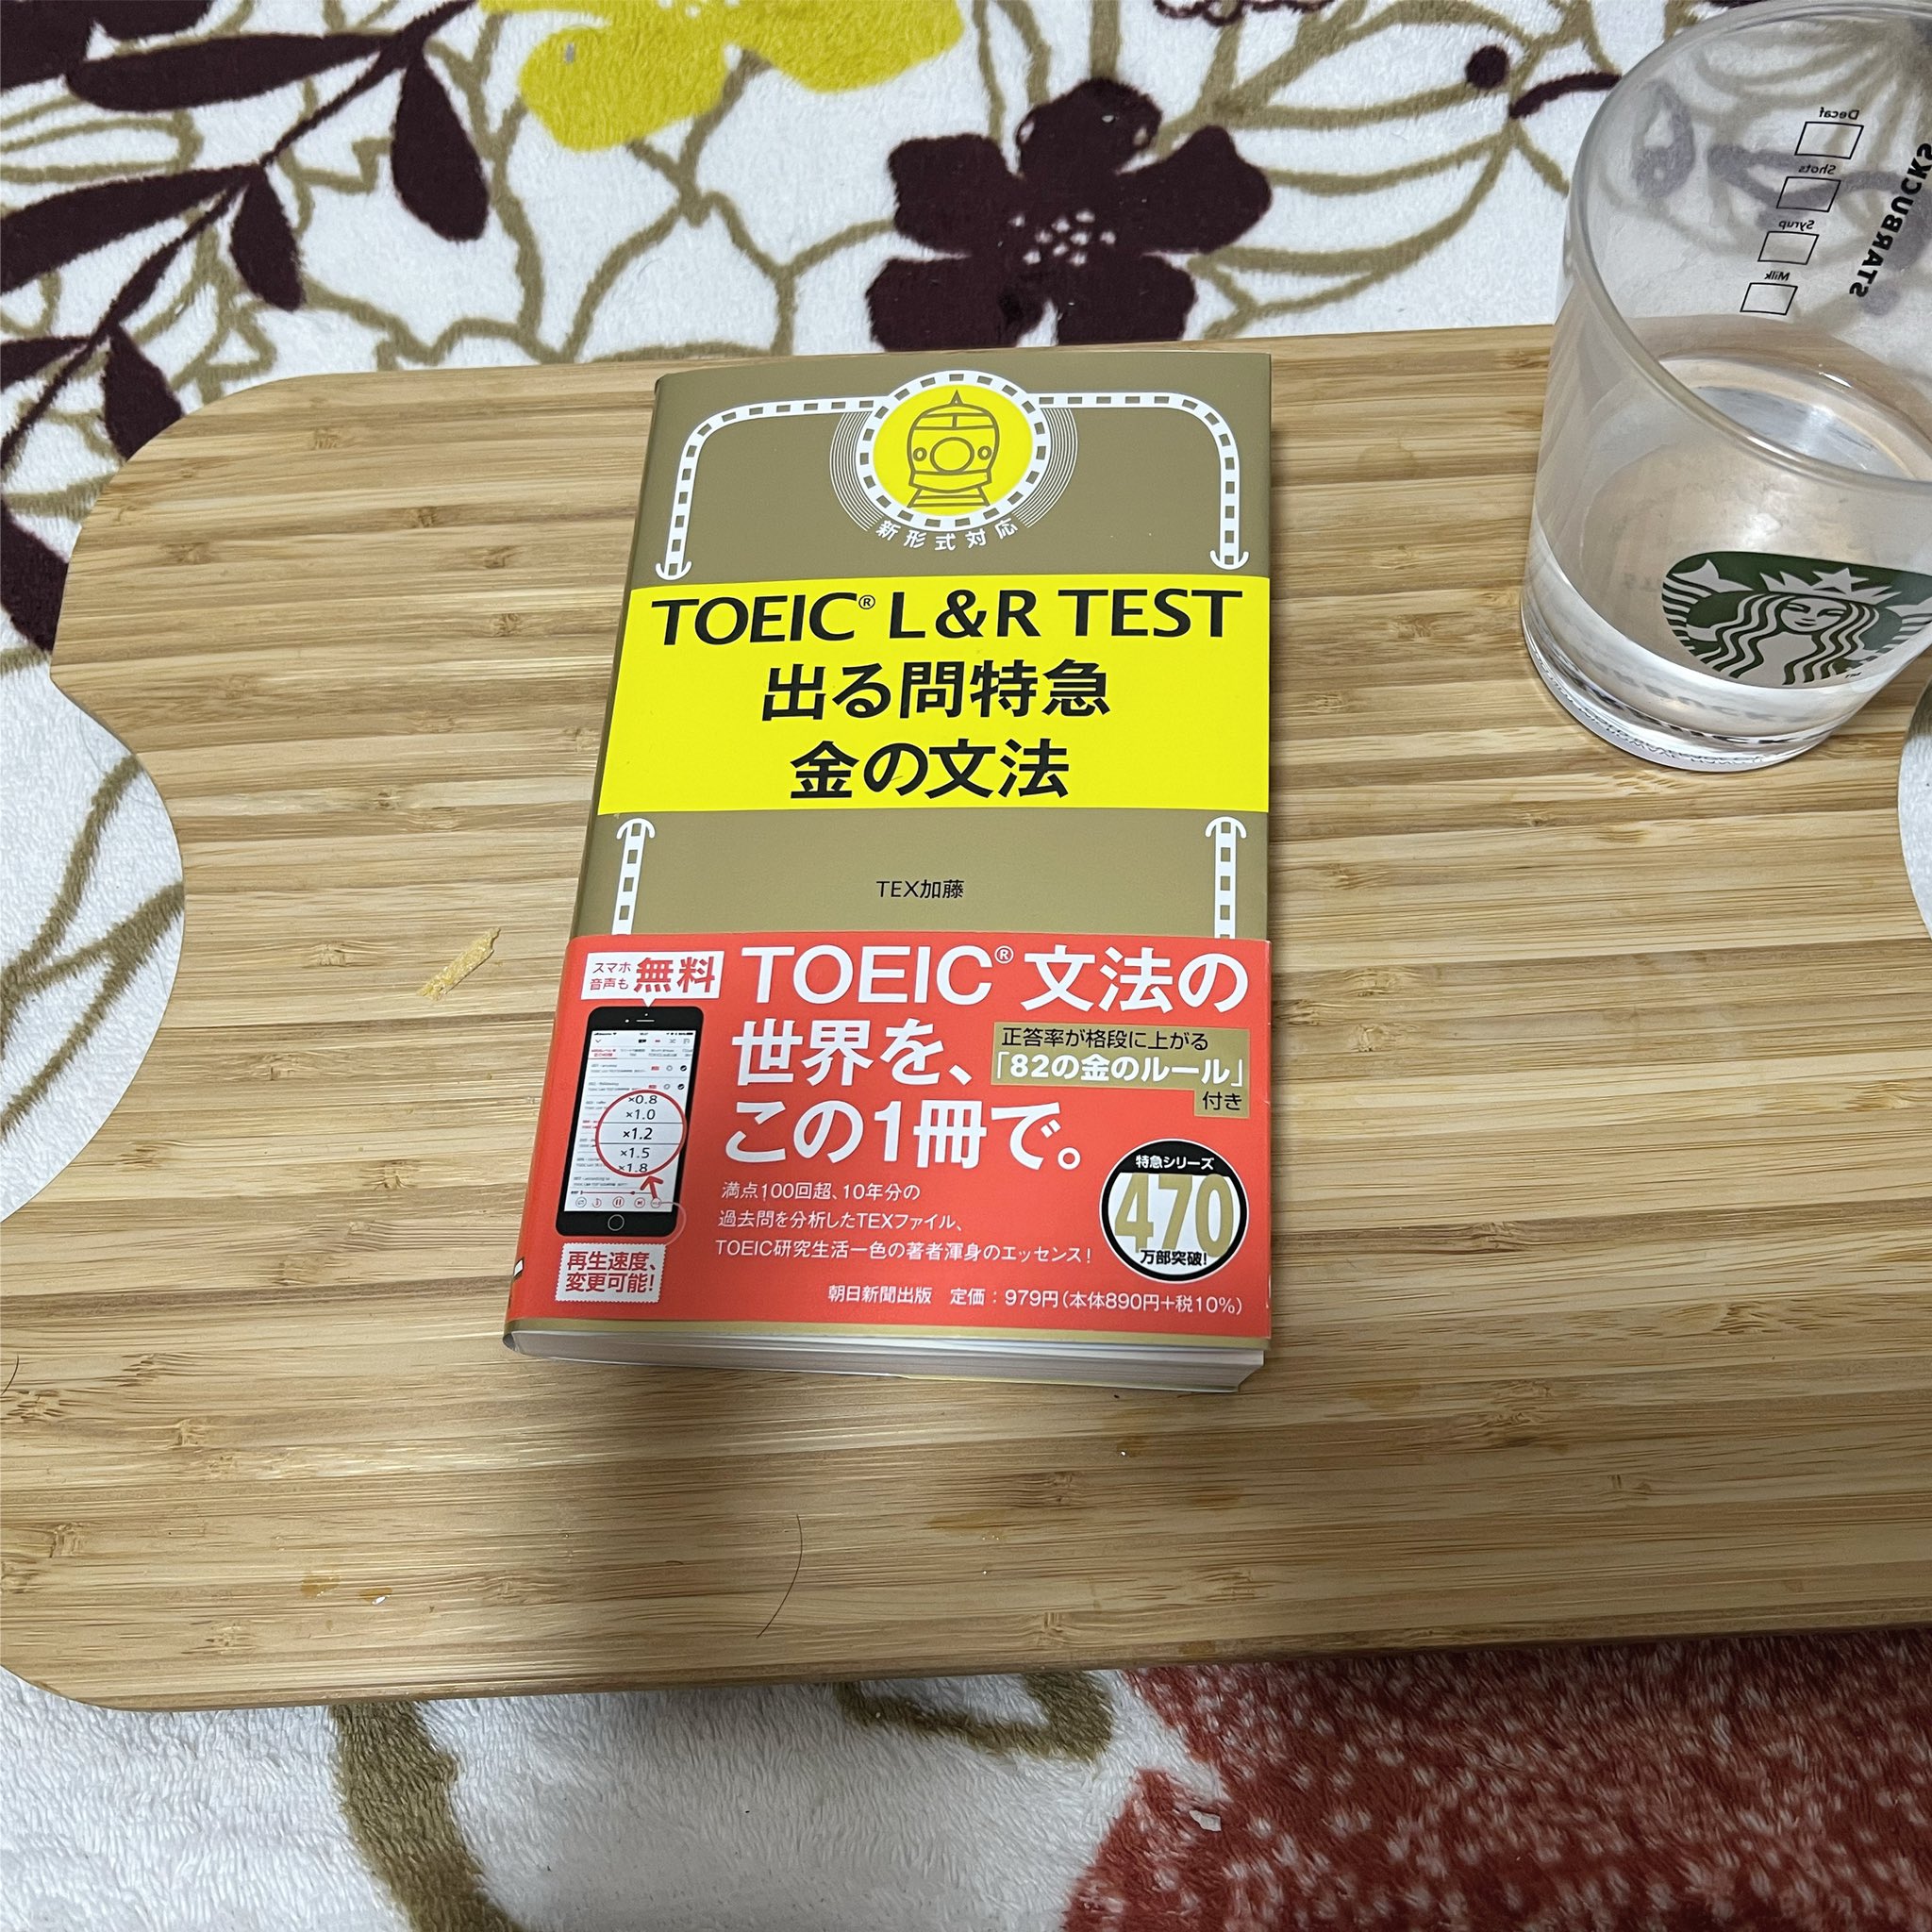 Decaf
Shots
Syrup
Milk
STARBUCKS
新形式対応
TOEIC® L&R TEST
出る問特急
金の文法
TEX加藤
スマホ
音声も無料
TOEIC®文法の
世界を、
この1冊で。
正答率が格段に上がる
「82の金のルール」
付き
×0.8
×1.0
×1.2
×1.5
×1.8
満点100回超、10年分の
過去問を分析したTEXファイル、
TOEIC研究生活一色の著者渾身のエッセンス!
特急シリーズ
470
万部突破!
再生速度、
変更可能!
朝日新聞出版 定価:979円(本体890円+税10%)